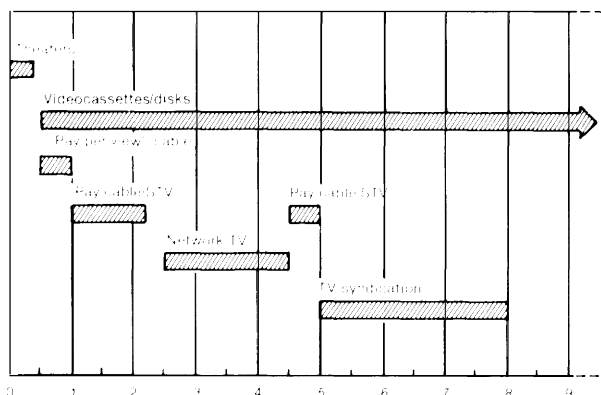 Theaters
Videocassettes/disks
Pay per view cable
Pay cable/STV
Pay cable/STV
Network TV
TV syndication
0 1 2 3 4 5 6 7 8 9